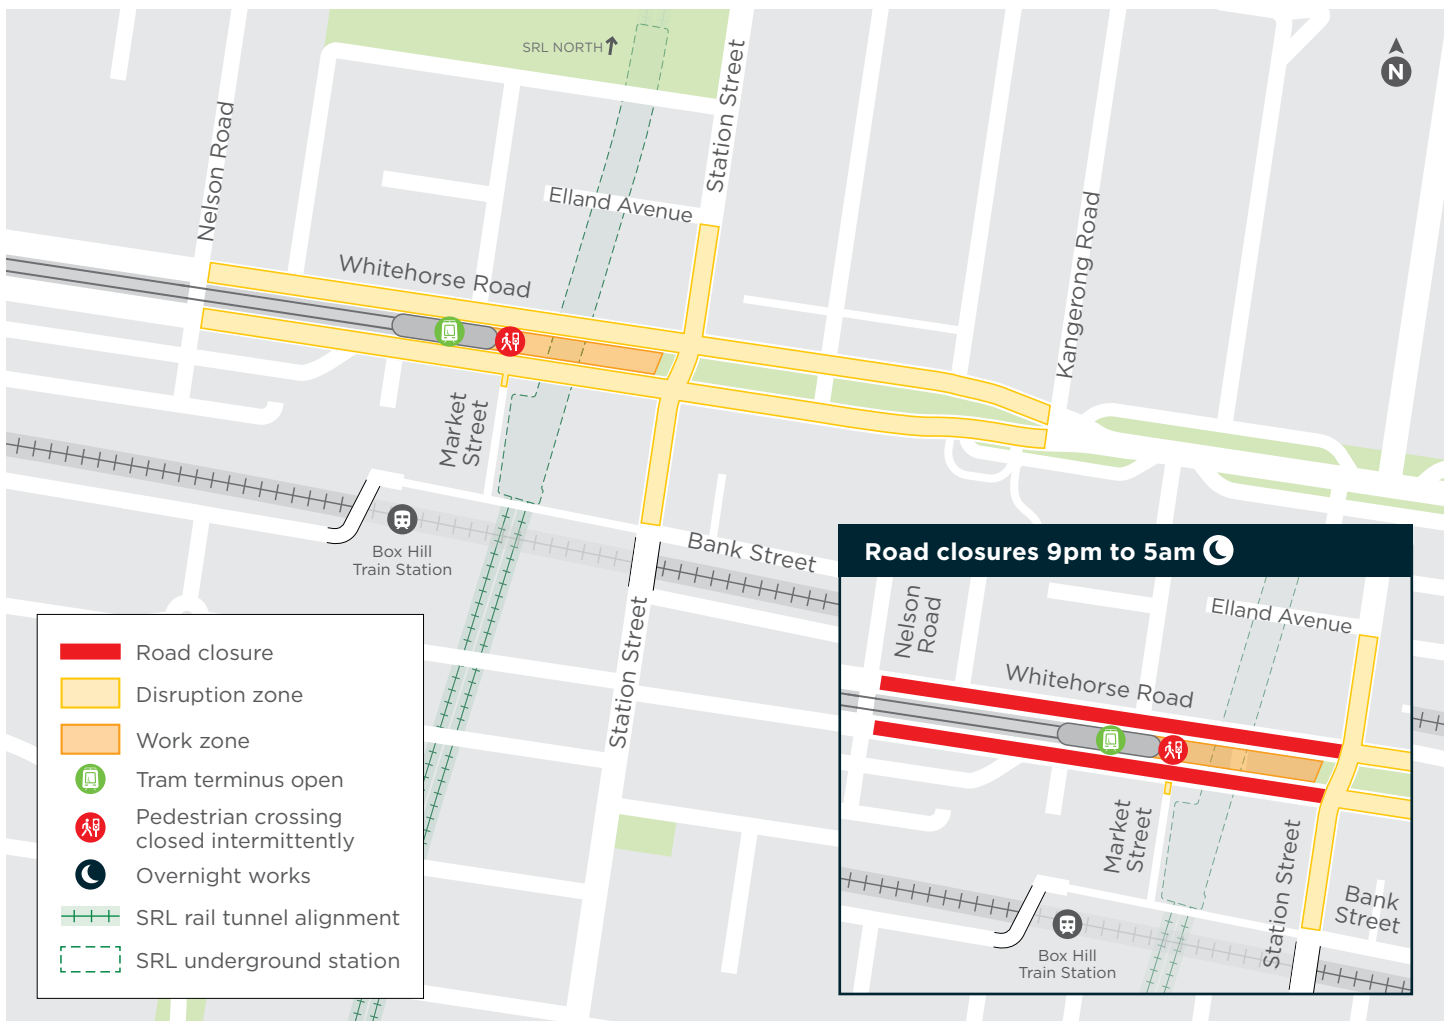 SRL NORTH
N
Station Street
Nelson Road
Elland Avenue
Whitehorse Road
Kangerong Road
Market
Street
Bank Street
Box Hill
Train Station
Station Street
Road closure
Disruption zone
Work zone
Tram terminus open
Pedestrian crossing
closed intermittently
Overnight works
SRL rail tunnel alignment
SRL underground station
Road closures 9pm to 5am
Nelson
Road
Elland Avenue
Whitehorse Road
Market
Street
Station Street
Bank
Street
Box Hill
Train Station